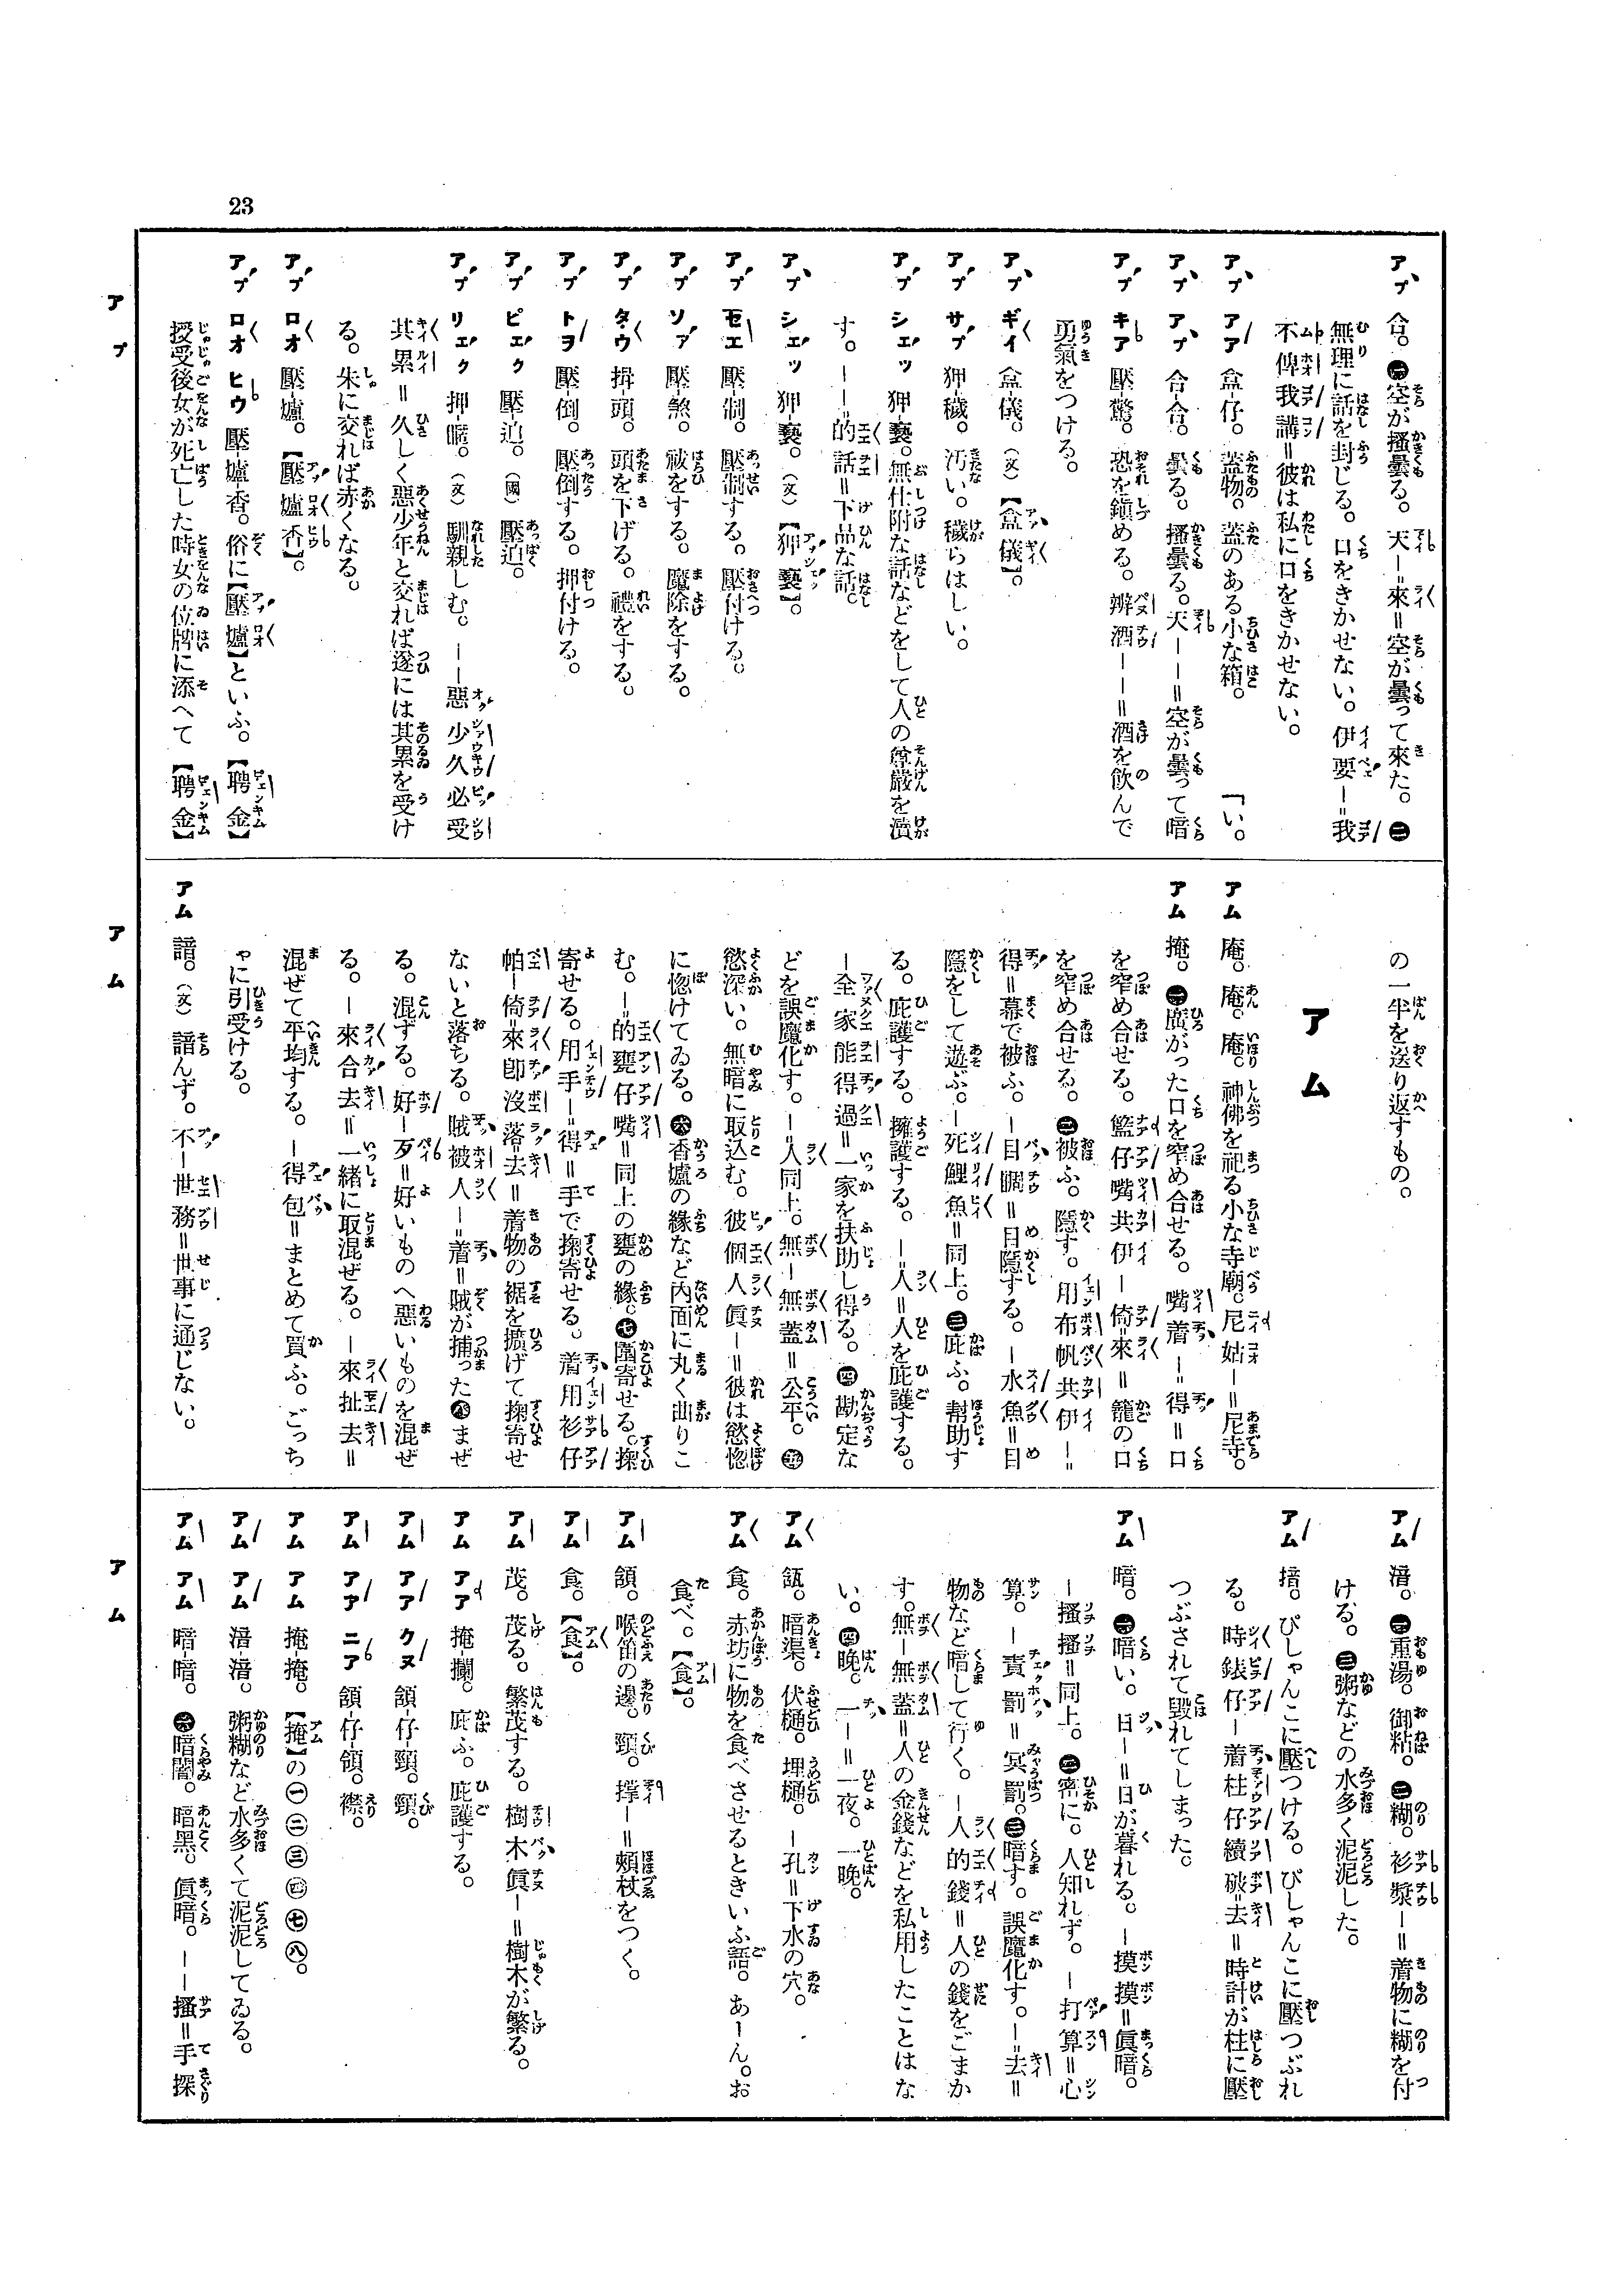 23
アプ 合。㊀空が搔曇る。天ー=來=空が曇って來た。㊁
無理に話を封じる。口をきかせない。伊要ー=我
不俾我講=彼は私に口をきかせない。
アプ アア 盒-仔。蓋物。蓋のある小な箱。「い。
アプ アプ 合-合。曇る。搔曇る。天ーー=空が曇って暗
アプ キア 壓-驚。恐を鎭める。辨酒ーー=酒を飲んで
勇氣をつける。
アプ ギイ 盒-儀。(文)【盒儀】。
アプ サプ 狎-穢。汚い。穢らはしい。
アプ シエッ 狎-褻。無仕附な話などをして人の尊嚴を瀆
す。ーー=的話=下品な話。
アプ シエッ 狎-褻。(文)【狎褻】。
アプ セエ 壓-制。壓制する。壓付ける。
アプ ソア 壓-煞。祓をする。魔除をする。
アプ タウ 揖-頭。頭を下げる。禮をする。
アプ トヲ 壓-倒。壓倒する。押付ける。
アプ ピエク 壓-迫。(國)壓迫。
アプ リエク 押-暱。(文)馴親しむ。ーー惡少久必受
其累=久しく惡少年と交れば遂には其累を受け
る。朱に交れば赤くなる。
アプ ロオ 壓-爐。【壓爐香】。
アプ ロオ ヒウ 壓-爐-香。俗に【壓爐】といふ。【聘金】
授受後女が死亡した時女の位牌に添へて【聘金】
の一半を送り返すもの。
アム
アム 庵。庵。庵。神佛を祀る小な寺廟。尼姑ー=尼寺。
アム 掩。㊀廣がった口を窄め合せる。嘴着ー=得=口
を窄め合せる。籃仔嘴共伊ー倚=來=籠の口
を窄め合せる。㊁被ふ。隱す。用布帆共伊ー=
得=幕で被ふ。ー目睭=目隱する。ー水魚=目
隱をして遊ぶ。ー死鯉魚=同上。㊂庇ふ。幇助す
る。庇護する。擁護する。ー=人=人を庇護する。
ー全家能得過=一家を扶助し得る。㊃勘定な
どを誤魔化す。ー=人同上。無ー無蓋=公平。㊄
慾深い。無暗に取込む。彼個人眞ー=彼は慾惚
に惚けてゐる。㊅香爐の緣など內面に丸く曲りこ
む。ー=的甕仔嘴=同上の甕の緣。㊆圍寄せる。掬
寄せる。用手ー=得=手で掬寄せる。着用衫仔
帕ー倚=來卽沒落=去=着物の裾を擴げて掬寄せ
ないと落ちる。賊被人ー=着=賊が捕った㊇まぜ
る。混ずる。好ー歹=好いものへ惡いものを混ぜ
る。ー來合去=一緒に取混ぜる。ー來扯去=
混ぜて平均する。ー得包=まとめて買ふ。ごっち
ゃに引受ける。
アム 諳。(文)諳んず。不ー世務=世事に通じない。
アム 湆。㊀重湯。御粘。㊁糊。衫漿ー=着物に糊を付
ける。㊂粥などの水多く泥泥した。
アム 揞。ぴしゃんこに壓つける。ぴしゃんこに壓つぶれ
る。時錶仔ー着柱仔續破=去=時計が柱に壓
つぶされて毀れてしまった。
アム 暗。㊀暗い。日ー=日が暮れる。ー摸摸=眞暗。
ー搔搔=同上。㊁密に。人知れず。ー打算=心
算。ー責罰=冥罰。㊂暗す。誤魔化す。ー=去=
物など暗して行く。ー人的錢=人の錢をごまか
す。無ー無蓋=人の金錢などを私用したことはな
い。㊃晚。一ー=一夜。一晚。
アム 瓵。暗渠。伏樋。埋樋。ー孔=下水の穴。
アム 食。赤坊に物を食べさせるときいふ語。あーん。お
食べ。【食】。
アム 頷。喉笛の邊。頸。撑ー=頰杖をつく。
アム 食。【食】。
アム 茂。茂る。繁茂する。樹木眞ー=樹木が繁る。
アム アア 掩-攔。庇ふ。庇護する。
アム アア クヌ 頷-仔-頸。頸。
アム アア ニア 頷-仔-領。襟。
アム アム 掩-掩。【掩】の㊀㊁㊂㊃㊆㊇。
アム アム 湆-湆。粥糊など水多くて泥泥してゐる。
アム アム 暗-暗。㊀暗闇。暗黑。眞暗。ーー搔=手探
ア プ
ア ム
ア ム